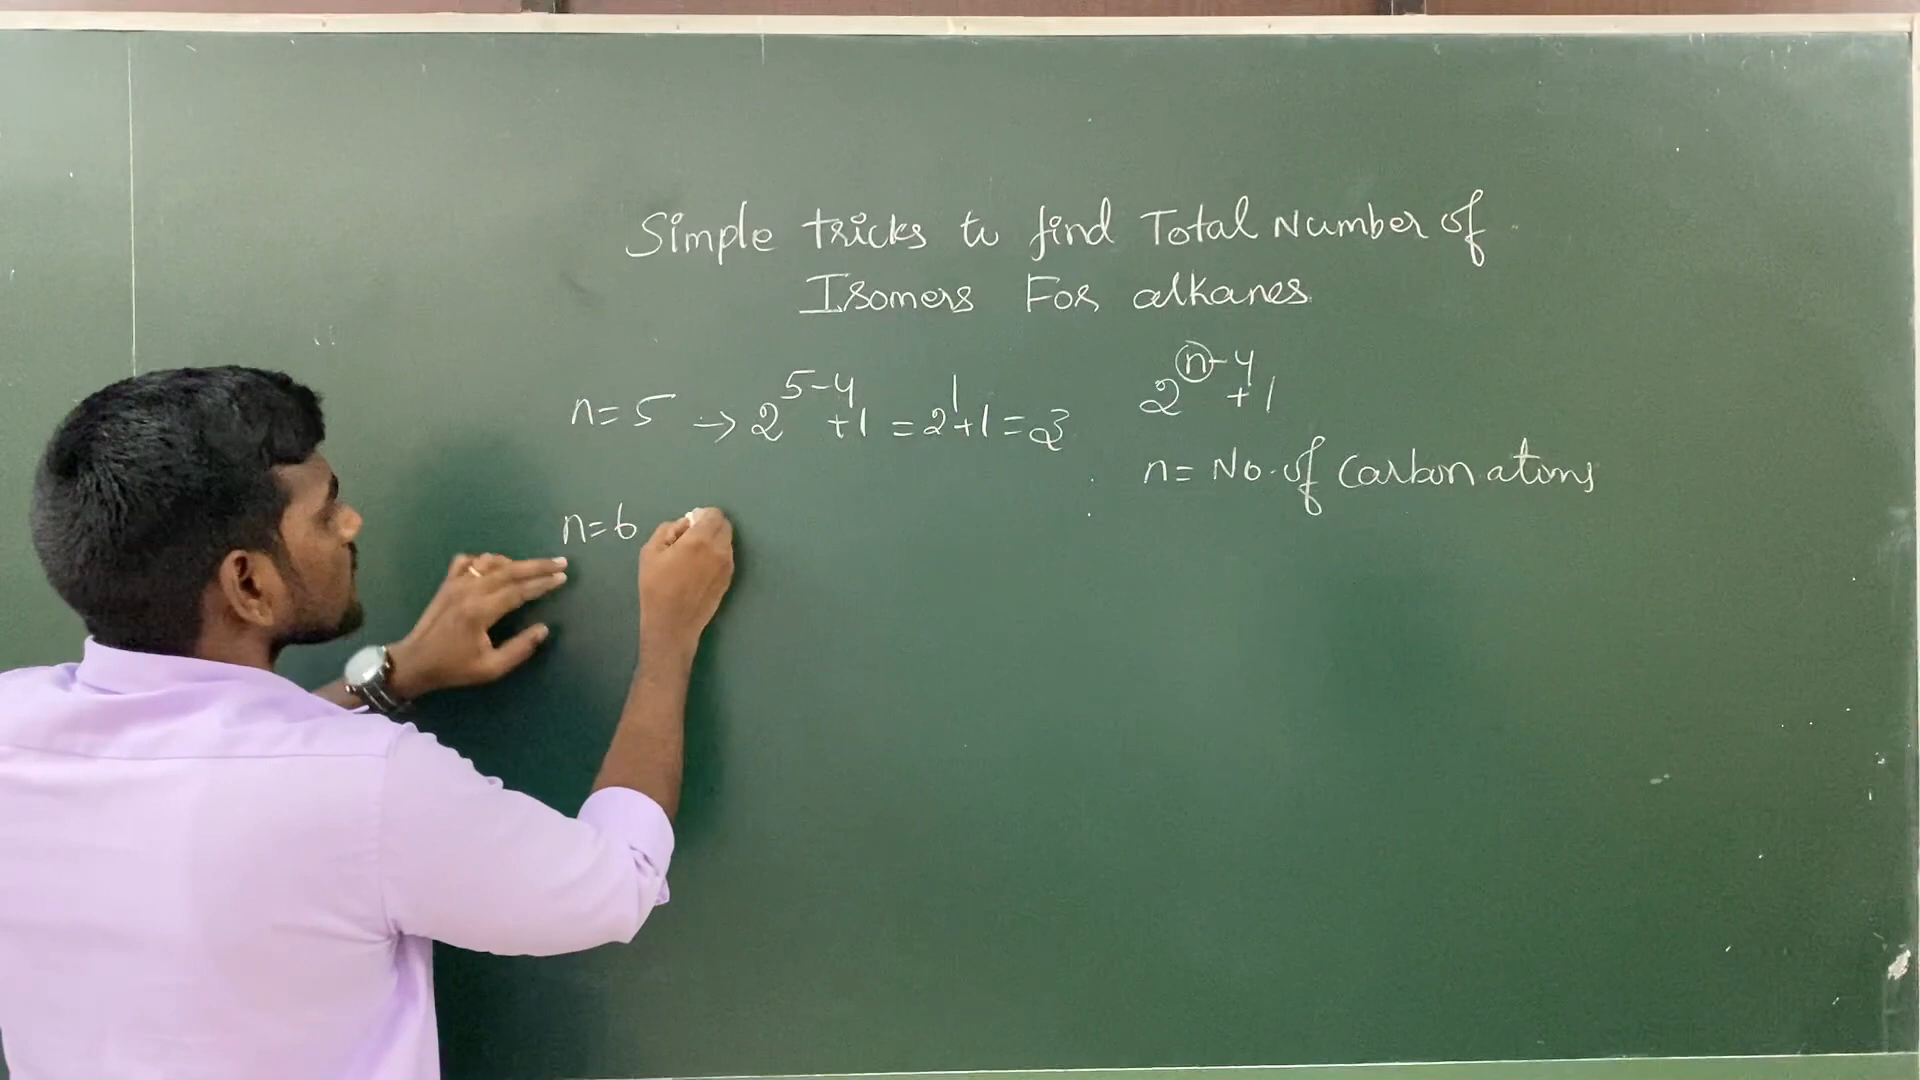 Simple tricks to find Total Number of
Isomers For alkanes
2^(n-4) + 1
n=5 → 2^(5-4) +1 = 2^1+1 = 3
n= No. of Carbon atoms
n=6